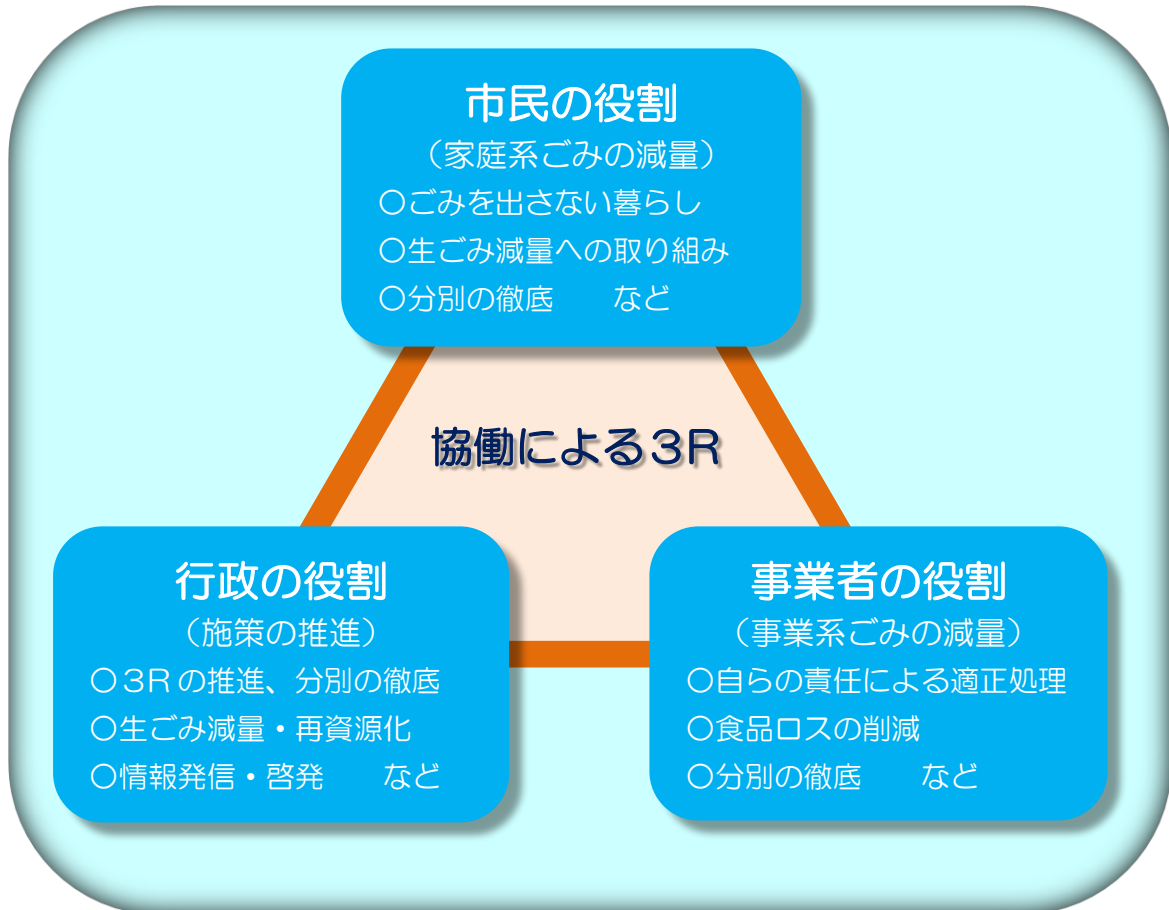 市民の役割
（家庭系ごみの減量）
〇ごみを出さない暮らし
〇生ごみ減量への取り組み
〇分別の徹底　　など
協働による３Ｒ
行政の役割
（施策の推進）
〇３Ｒの推進、分別の徹底
〇生ごみ減量・再資源化
〇情報発信・啓発　　など
事業者の役割
（事業系ごみの減量）
〇自らの責任による適正処理
〇食品ロスの削減
〇分別の徹底　　など